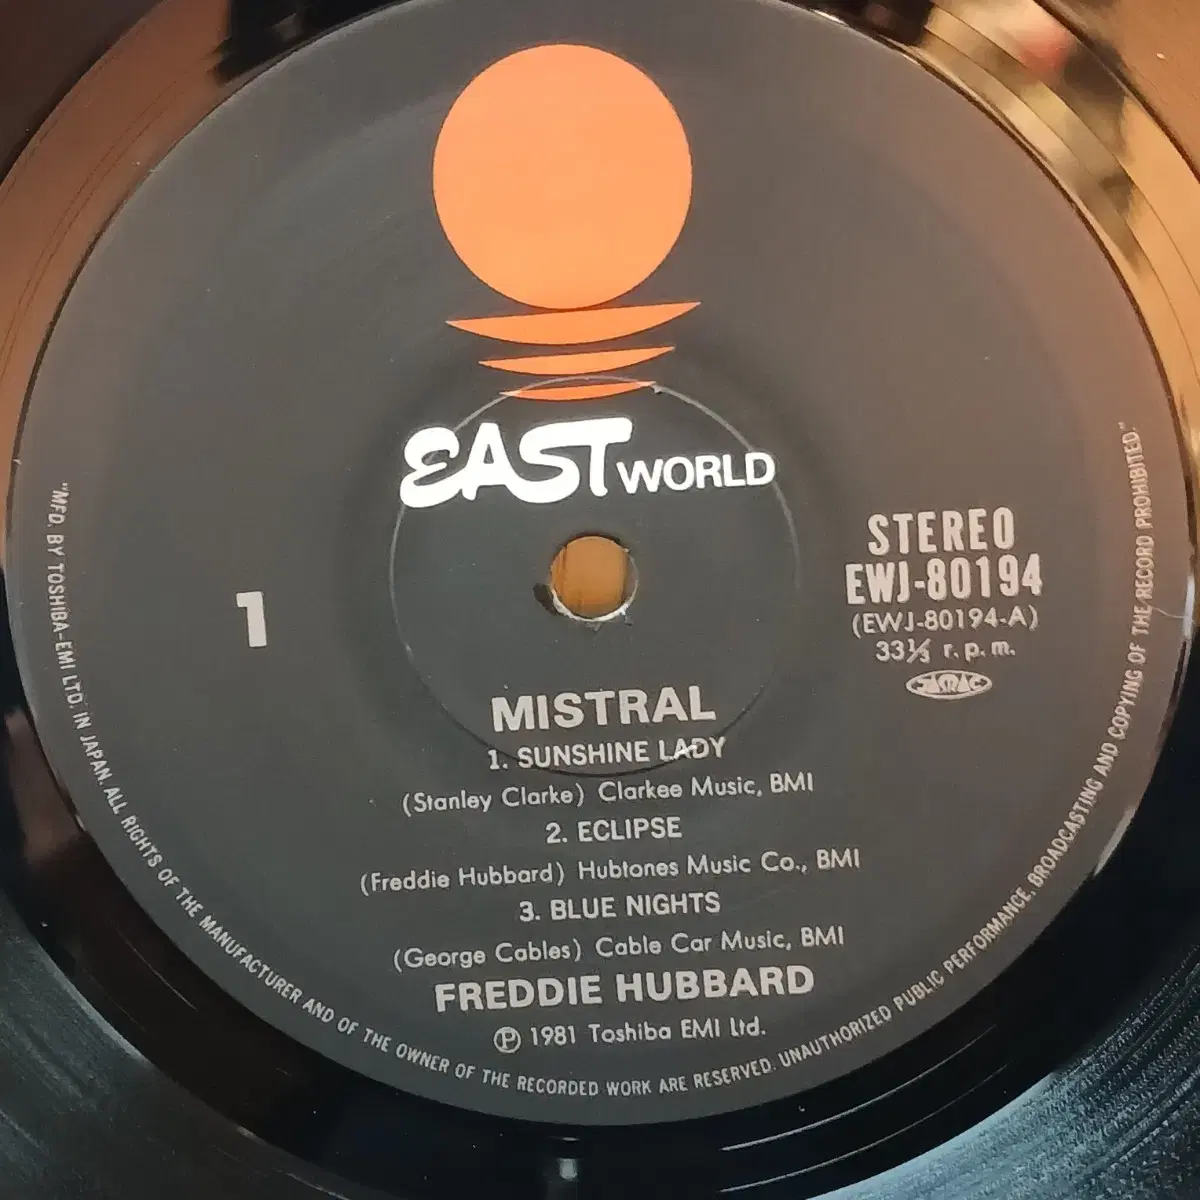 EAST WORLD
STEREO
EWJ-80194
(EWJ-80194-A)
33⅓ r.p.m.
JASRAC
1
MISTRAL
1. SUNSHINE LADY
(Stanley Clarke) Clarkee Music, BMI
2. ECLIPSE
(Freddie Hubbard) Hubtones Music Co., BMI
3. BLUE NIGHTS
(George Cables) Cable Car Music, BMI
FREDDIE HUBBARD
Ⓟ 1981 Toshiba EMI Ltd.
"MFD. BY TOSHIBA-EMI LTD. IN JAPAN. ALL RIGHTS OF THE MANUFACTURER AND OF THE OWNER OF THE RECORDED WORK ARE RESERVED. UNAUTHORIZED PUBLIC PERFORMANCE, BROADCASTING AND COPYING OF THE RECORD PROHIBITED."